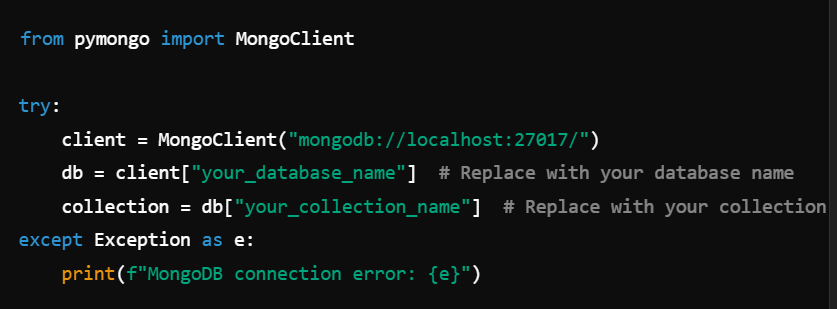 from pymongo import MongoClient
try:
client = MongoClient("mongodb://localhost:27017/")
db = client["your_database_name"]  # Replace with your database name
collection = db["your_collection_name"]  # Replace with your collection
except Exception as e:
print(f"MongoDB connection error: {e}")